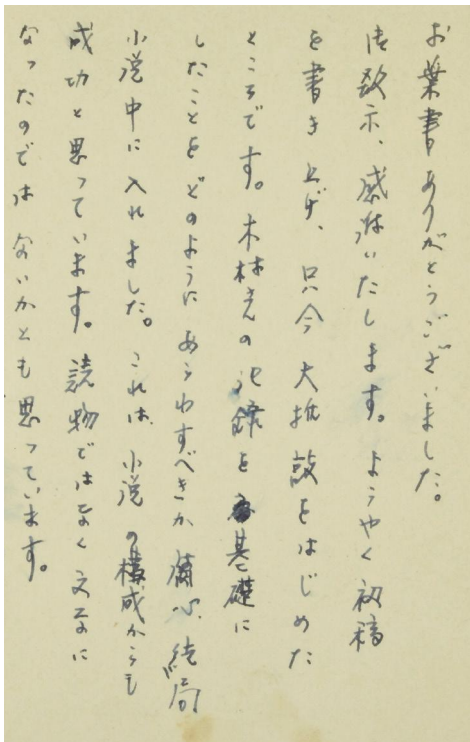 お葉書ありがとうございました。
御教示、感謝いたします。ようやく初稿
を書き上げ、只今大推敲をはじめた
ところです。木村さんの記録を基礎に
したことをどのようにあらわすべきか腐心、結局
小説中に入れました。これは、小説の構成からも
成功と思っています。読物ではなく文学に
なったのではないかとも思っています。